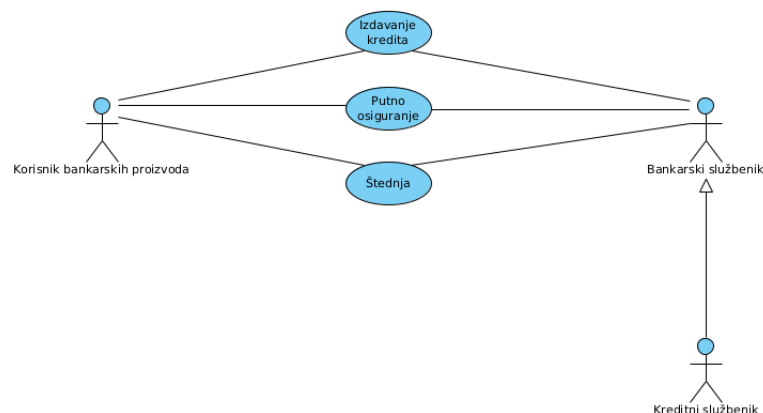 Izdavanje
kredita
Putno
osiguranje
Korisnik bankarskih proizvoda
Bankarski službenik
Štednja
Kreditni službenik